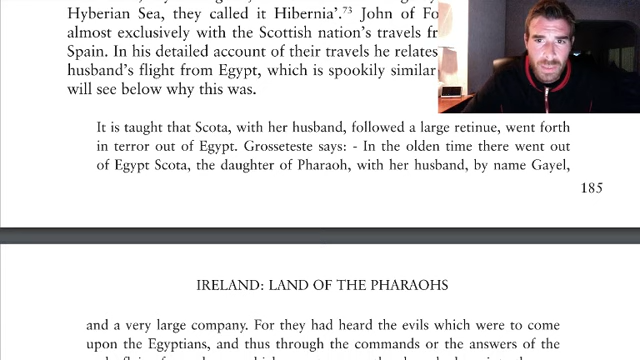 Hyberian Sea, they called it Hibernia'.73 John of Fo
almost exclusively with the Scottish nation's travels fr
Spain. In his detailed account of their travels he relates
husband's flight from Egypt, which is spookily similar
will see below why this was.
It is taught that Scota, with her husband, followed a large retinue, went forth
in terror out of Egypt. Grosseteste says: - In the olden time there went out
of Egypt Scota, the daughter of Pharaoh, with her husband, by name Gayel,
185
IRELAND: LAND OF THE PHARAOHS
and a very large company. For they had heard the evils which were to come
upon the Egyptians, and thus through the commands or the answers of the